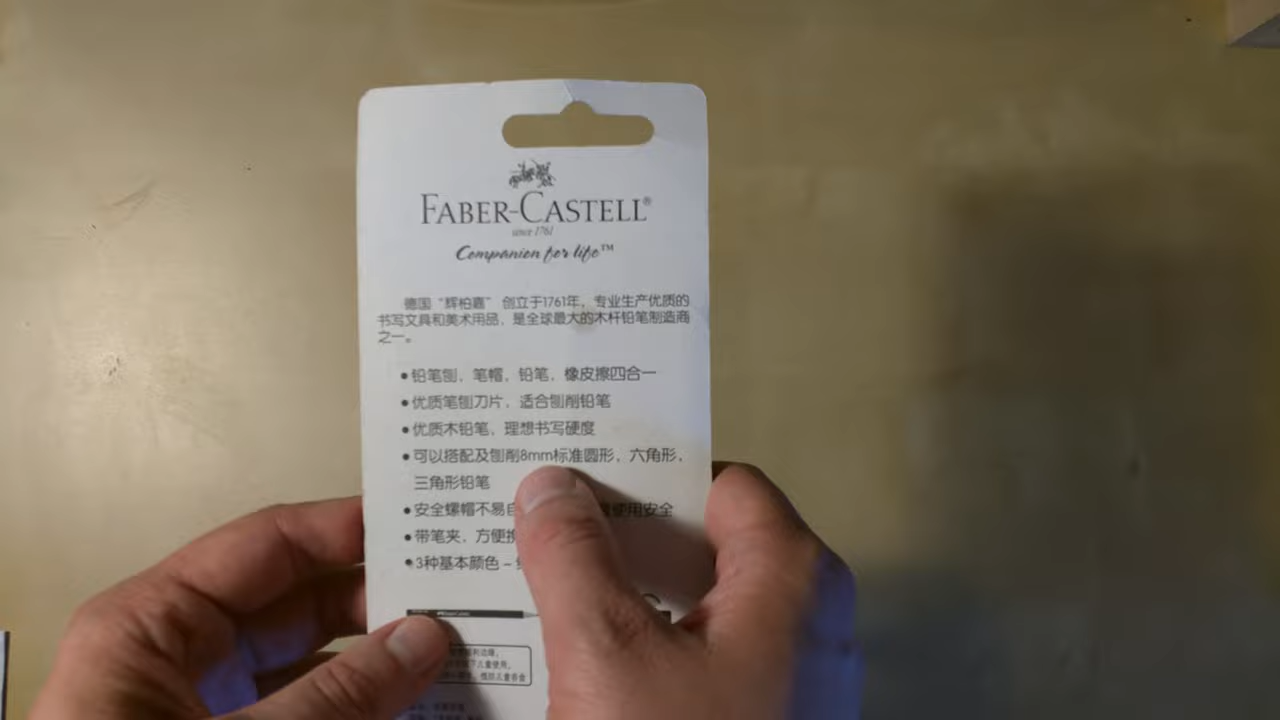 FABER-CASTELL®
since 1761
Companion for life™
德国“辉柏嘉”创立于1761年，专业生产优质的
书写文具和美术用品，是全球最大的木杆铅笔制造商
之一。
●铅笔刨、笔帽、铅笔、橡皮擦四合一
●优质笔刨刀片，适合刨削铅笔
●优质木铅笔，理想书写硬度
●可以搭配及刨削8mm标准圆形、六角形、
三角形铅笔
●安全螺帽不易自 使用安全
●带笔夹，方便携
●3种基本颜色–